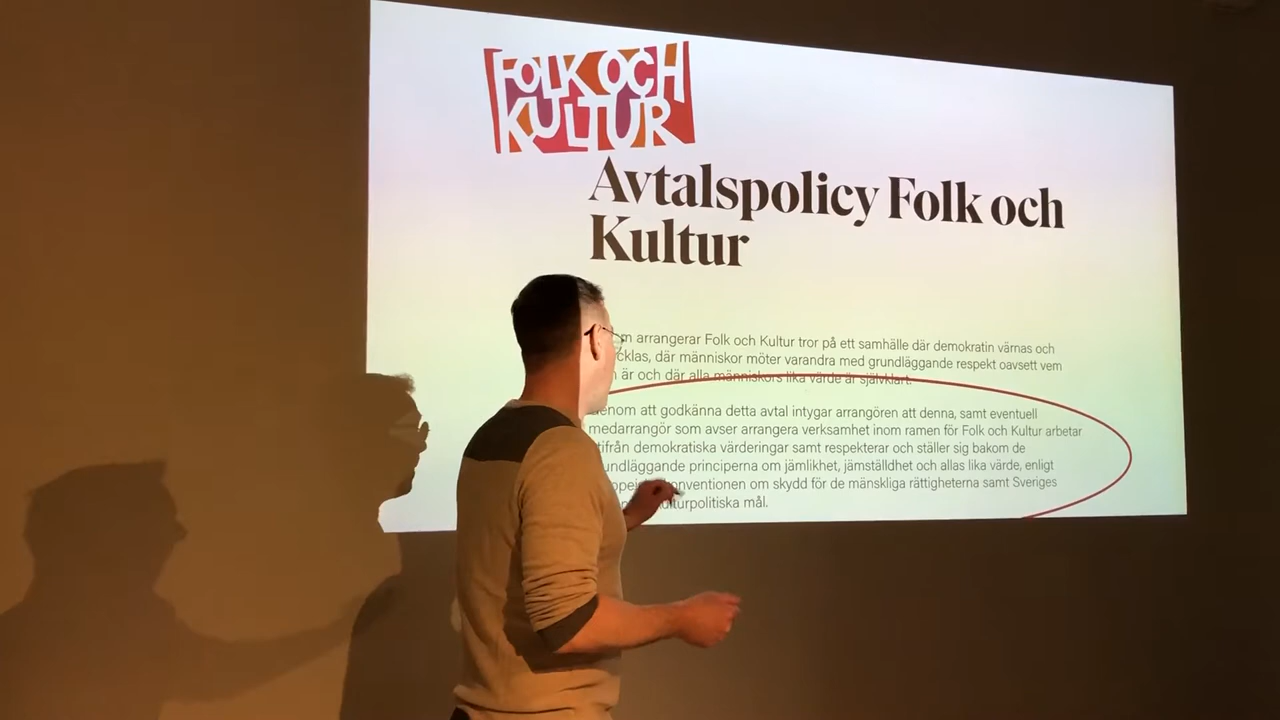 FOLK OCH
KULTUR
Avtalspolicy Folk och
Kultur
arrangerar Folk och Kultur tror på ett samhälle där demokratin värnas och
där människor möter varandra med grundläggande respekt oavsett vem
är och där alla människors lika värde är självklart.
att godkänna detta avtal intygar arrangören att denna, samt eventuell
medarrangör som avser arrangera verksamhet inom ramen för Folk och Kultur arbetar
demokratiska värderingar samt respekterar och ställer sig bakom de
principerna om jämlikhet, jämställdhet och allas lika värde, enligt
konventionen om skydd för de mänskliga rättigheterna samt Sveriges
kulturpolitiska mål.